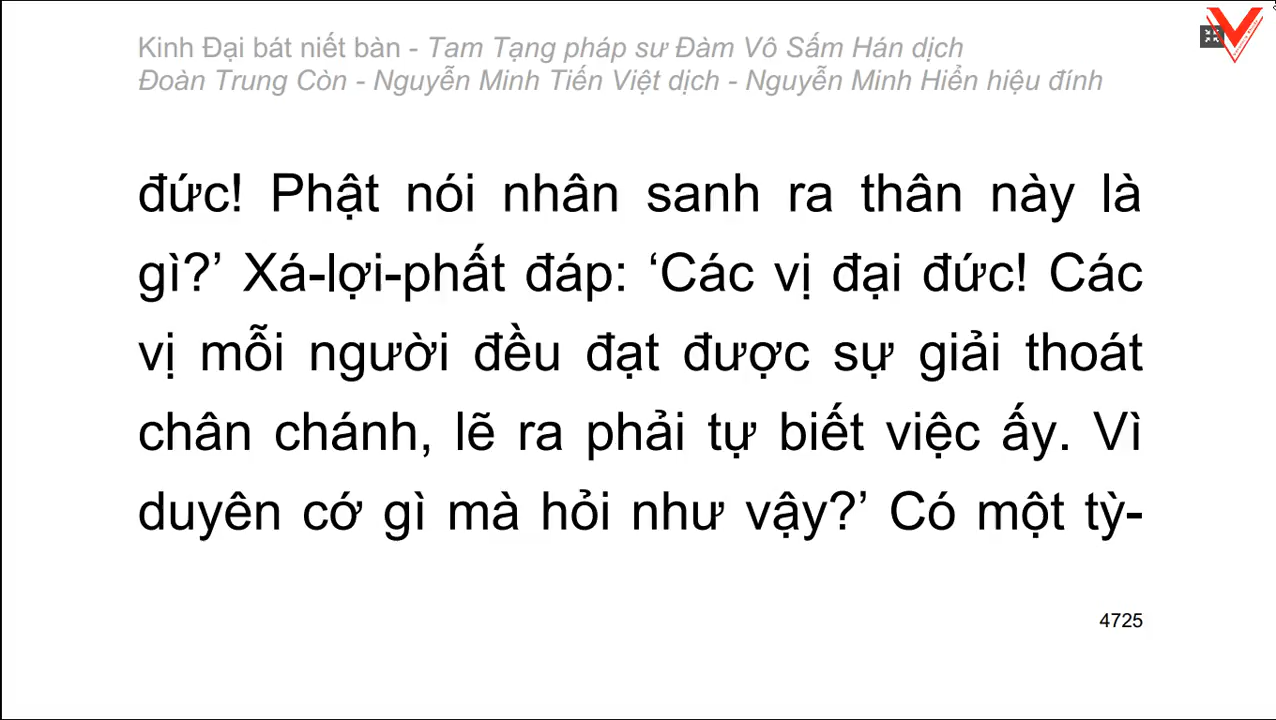 Kinh Đại bát niết bàn - Tam Tạng pháp sư Đàm Vô Sấm Hán dịch
Đoàn Trung Còn - Nguyễn Minh Tiến Việt dịch - Nguyễn Minh Hiển hiệu đính
đức! Phật nói nhân sanh ra thân này là
gì?’ Xá-lợi-phất đáp: ‘Các vị đại đức! Các
vị mỗi người đều đạt được sự giải thoát
chân chánh, lẽ ra phải tự biết việc ấy. Vì
duyên cớ gì mà hỏi như vậy?’ Có một tỳ-
4725